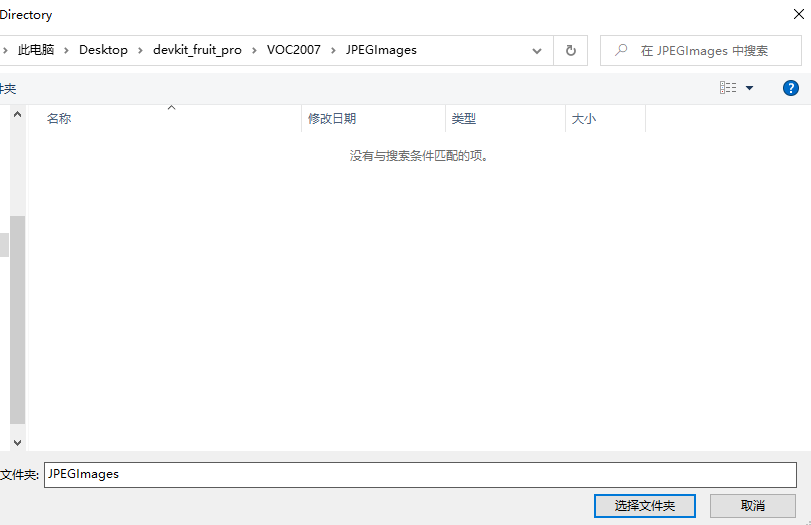 Directory
此电脑 Desktop devkit_fruit_pro VOC2007 JPEGImages 在 JPEGImages 中搜索
件夹
名称 修改日期 类型 大小
没有与搜索条件匹配的项。
文件夹: JPEGImages
选择文件夹 取消